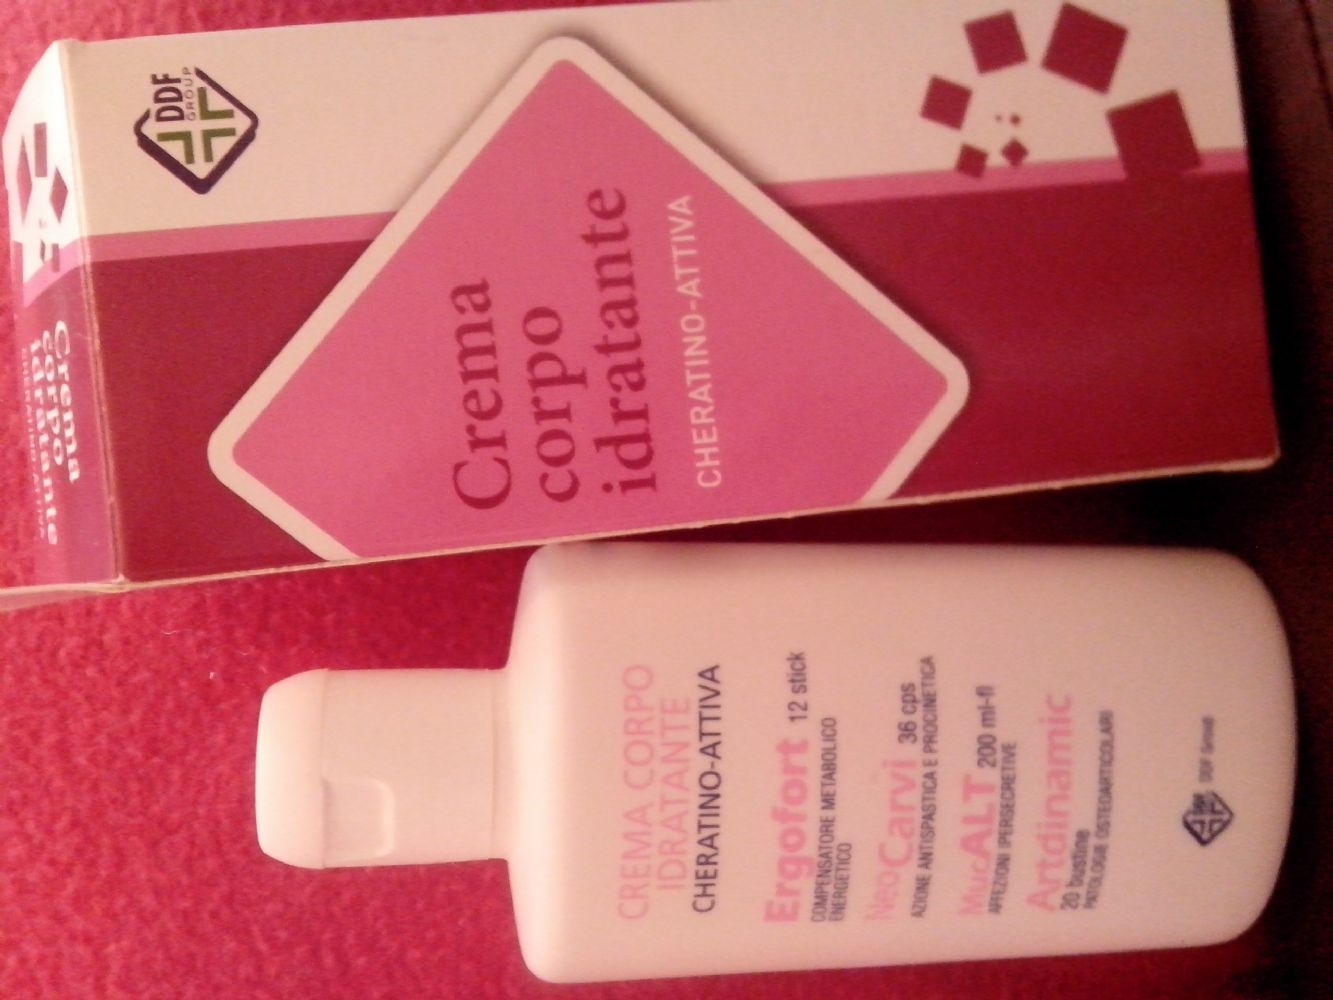 DDF
GROUP
Crema
corpo
idratante
CHERATINO-ATTIVA
Crema
corpo
idratante
CHERATINO-ATTIVA
CREMA CORPO
IDRATANTE
CHERATINO-ATTIVA
Ergofort 12 stick
COMPENSATORE METABOLICO
ENERGETICO
NeoCarvi 36 cps
AZIONE ANTISPASTICA E PROCINETICA
MucALT 200 ml-fl
AFFEZIONI IPERSECRETIVE
Artdinamic
20 bustine
PATOLOGIE OSTEOARTICOLARI
DDF Group